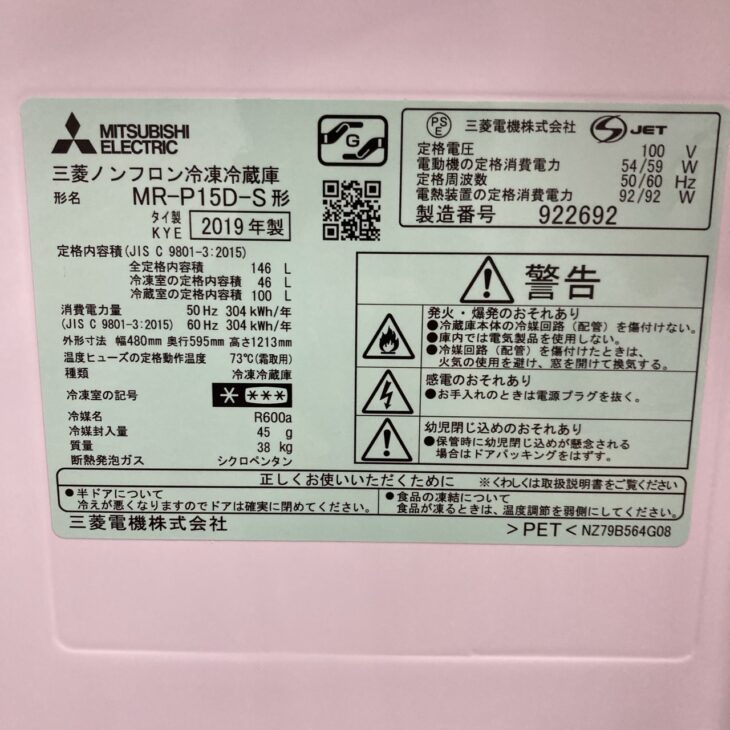 MITSUBISHI
ELECTRIC
G
三菱ノンフロン冷凍冷蔵庫
形名 MR-P15D-S形
タイ製
KYE 2019年製
定格内容積(JIS C 9801-3:2015)
全定格内容積 146 L
冷凍室の定格内容積 46 L
冷蔵室の定格内容積 100 L
消費電力量 50 Hz 304 kWh/年
(JIS C 9801-3:2015) 60 Hz 304 kWh/年
外形寸法 幅480mm 奥行595mm 高さ1213mm
温度ヒューズの定格動作温度 73℃(霜取用)
種類 冷凍冷蔵庫
冷凍室の記号 * ***
冷媒名 R600a
冷媒封入量 45 g
質量 38 kg
断熱発泡ガス シクロペンタン
PS
E 三菱電機株式会社 S JET
定格電圧 100 V
電動機の定格消費電力 54/59 W
定格周波数 50/60 Hz
電熱装置の定格消費電力 92/92 W
製造番号 922692
警告
発火・爆発のおそれあり
●冷蔵庫本体の冷媒回路(配管)を傷付けない。
●庫内では電気製品を使用しない。
●冷媒回路(配管)を傷付けたときは、
火気の使用を避け、窓を開けて換気する。
感電のおそれあり
●お手入れのときは電源プラグを抜く。
幼児閉じ込めのおそれあり
●保管時に幼児閉じ込めが懸念される
場合はドアパッキングをはずす。
正しくお使いいただくために ※くわしくは取扱説明書をご覧ください
●半ドアについて
冷えが悪くなりますのでドアは確実に閉めてください。
●食品の凍結について
食品が凍るときは、温度調節を弱側にしてください。
三菱電機株式会社
>PET< NZ79B564G08